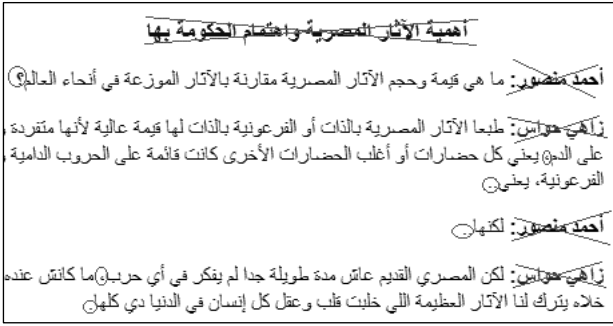 أهمية الآثار المصرية واهتمام الحكومة بها
أحمد منصور: ما هي قيمة وحجم الآثار المصرية مقارنة بالآثار الموزعة في أنحاء العالم؟
زاهي حواس: طبعا الآثار المصرية بالذات أو الفرعونية بالذات لها قيمة عالية لأنها متفردة و
على الدم، يعني كل حضارات أو أغلب الحضارات الأخرى كانت قائمة على الحروب الدامية و
الفرعونية، يعني..
أحمد منصور: لكنها..
زاهي حواس: لكن المصري القديم عاش مدة طويلة جدا لم يفكر في أي حرب، ما كانش عنده
خلاه يترك لنا الآثار العظيمة اللي خلبت قلب وعقل كل إنسان في الدنيا دي كلها.